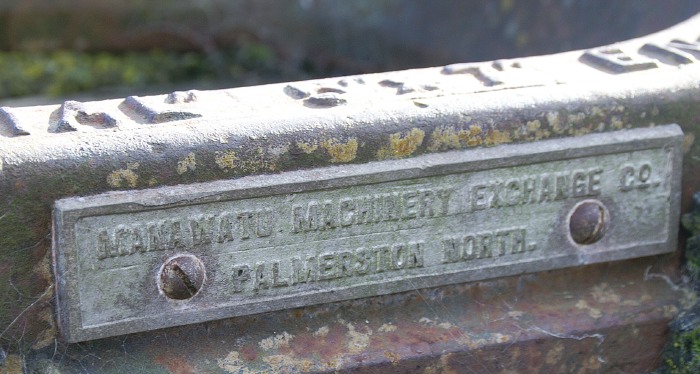 MANAWATU MACHINERY EXCHANGE CO.
PALMERSTON NORTH.